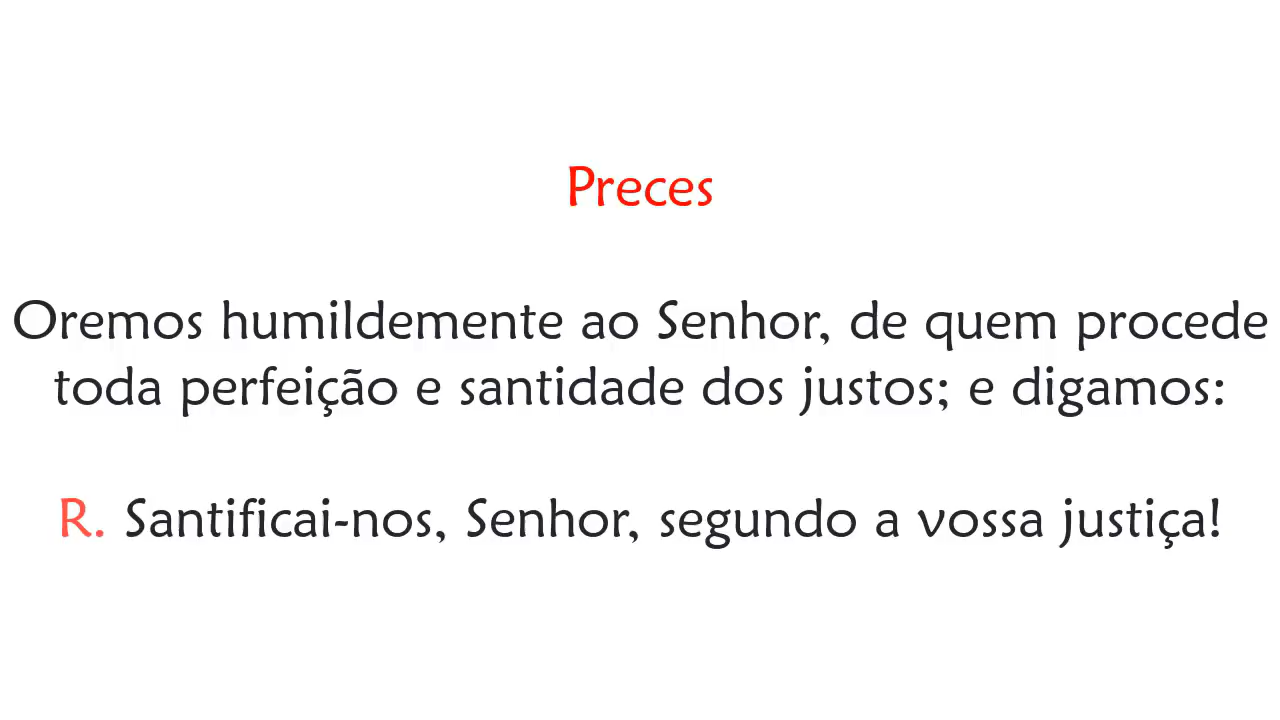 Preces
Oremos humildemente ao Senhor, de quem procede
toda perfeição e santidade dos justos; e digamos:
R. Santificai-nos, Senhor, segundo a vossa justiça!